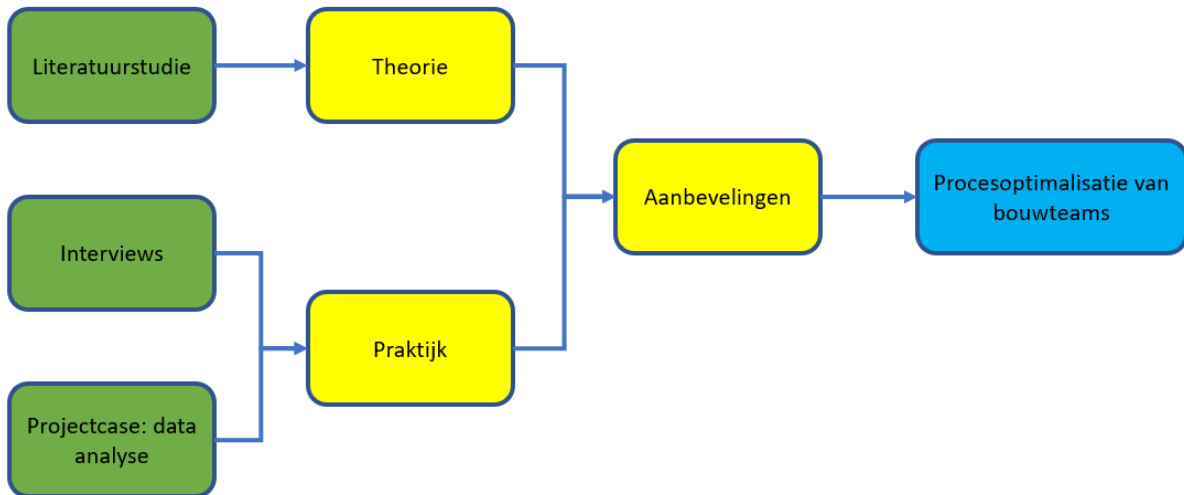 Literatuurstudie
Theorie
Aanbevelingen
Procesoptimalisatie van
bouwteams
Interviews
Praktijk
Projectcase: data
analyse